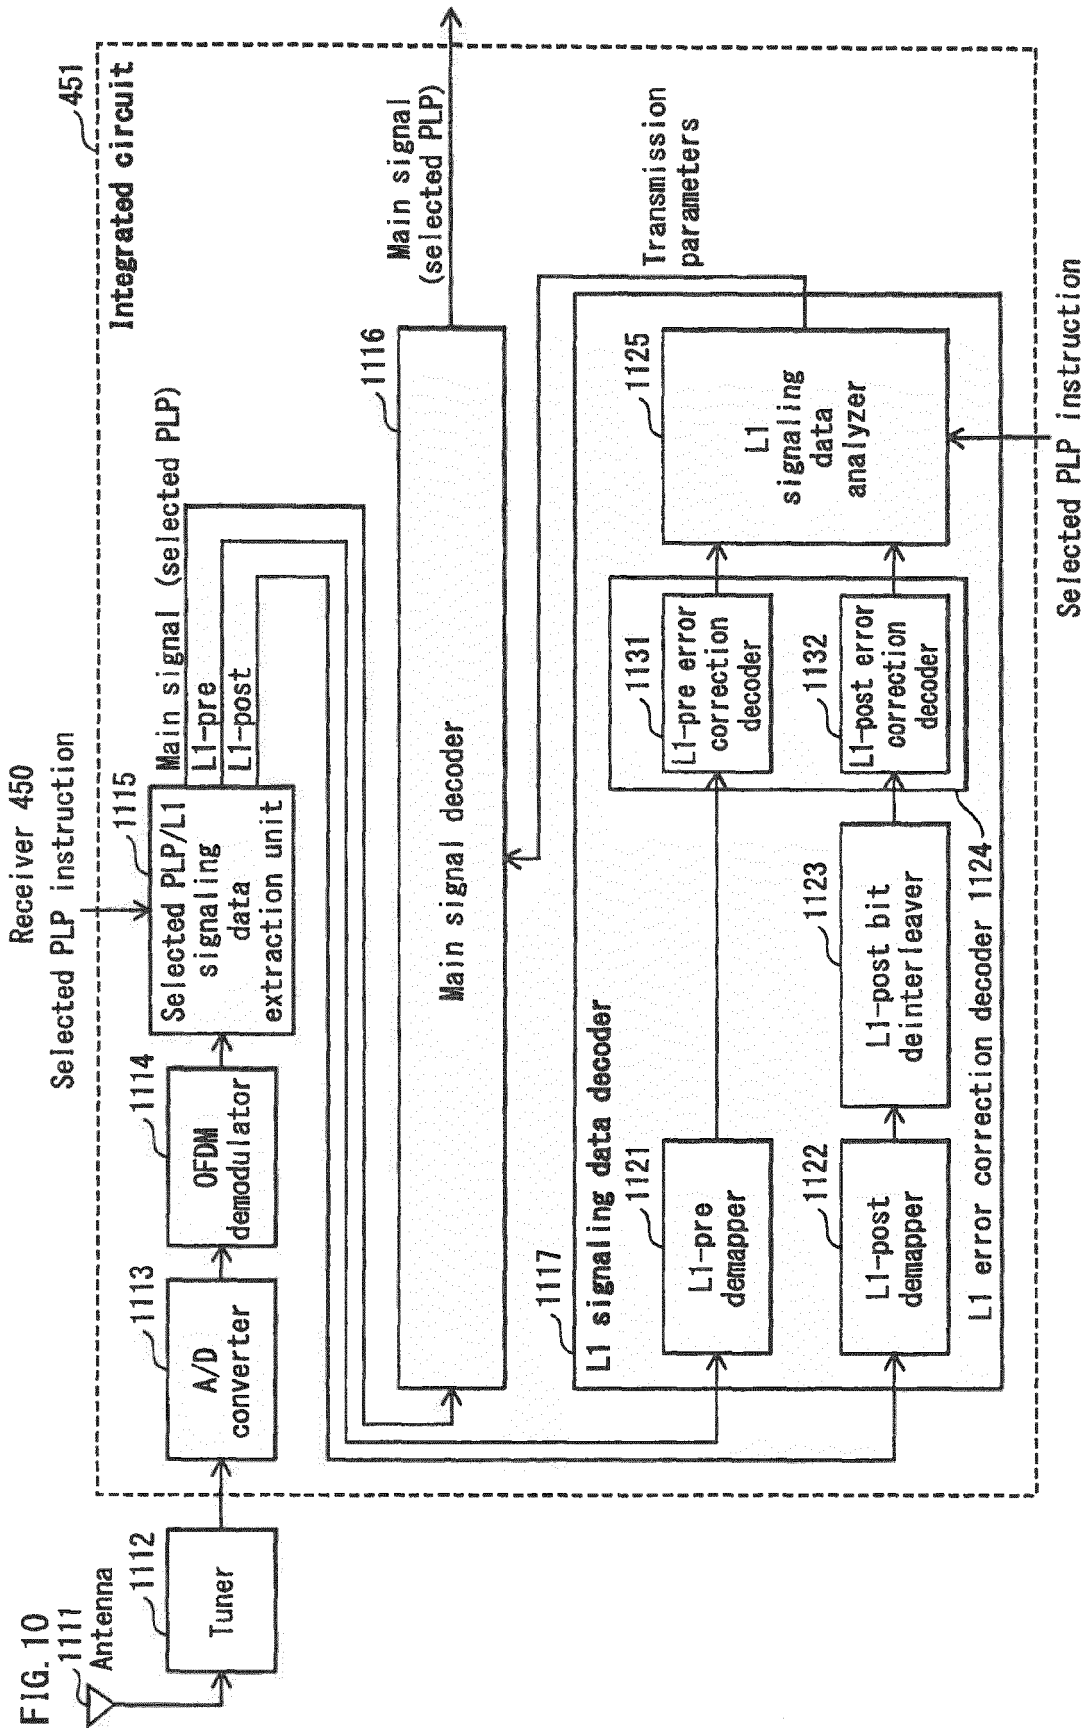 FIG. 10
Receiver 450
1111
Antenna
1112
Tuner
451
Integrated circuit
1113
A/D
converter
1114
OFDM
demodulator
Selected PLP instruction
1115
Selected PLP/L1
signaling
data
extraction unit
Main signal (selected PLP)
L1-pre
L1-post
1116
Main signal decoder
Main signal
(selected PLP)
1117
L1 signaling data decoder
Transmission
parameters
1121
L1-pre
demapper
1131
L1-pre error
correction
decoder
1125
L1
signaling
data
analyzer
1122
L1-post
demapper
1123
L1-post bit
deinterleaver
1132
L1-post error
correction
decoder
L1 error correction decoder 1124
Selected PLP instruction